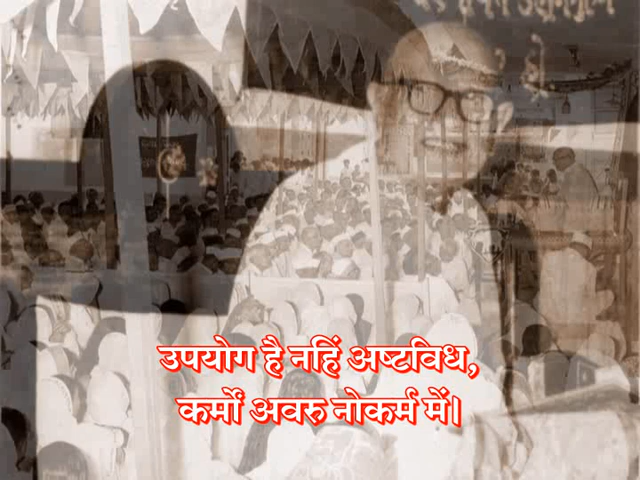 उपयोग है नहिं अष्टविध,
कर्मों अवरु नोकर्म में।